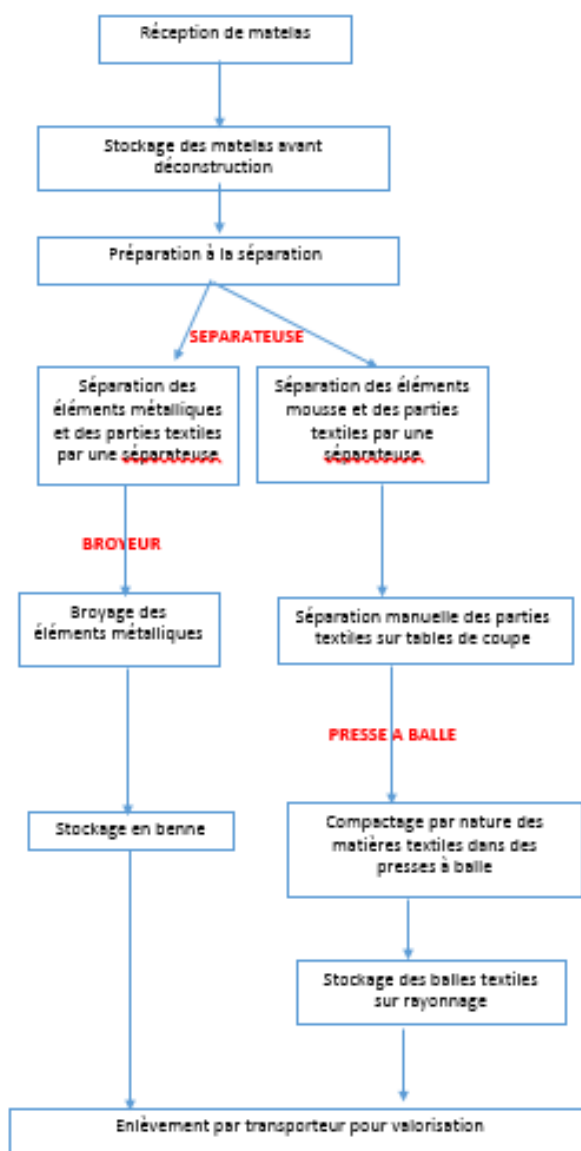 Réception de matelas
Stockage des matelas avant
déconstruction
Préparation à la séparation
SEPARATEUSE
Séparation des
éléments métalliques
et des parties textiles
par une séparateuse
Séparation des éléments
mousse et des parties
textiles par une
séparateuse
BROYEUR
Broyage des
éléments métalliques
Séparation manuelle des parties
textiles sur tables de coupe
PRESSE A BALLE
Stockage en benne
Compactage par nature des
matières textiles dans des
presses à balle
Stockage des balles textiles
sur rayonnage
Enlèvement par transporteur pour valorisation